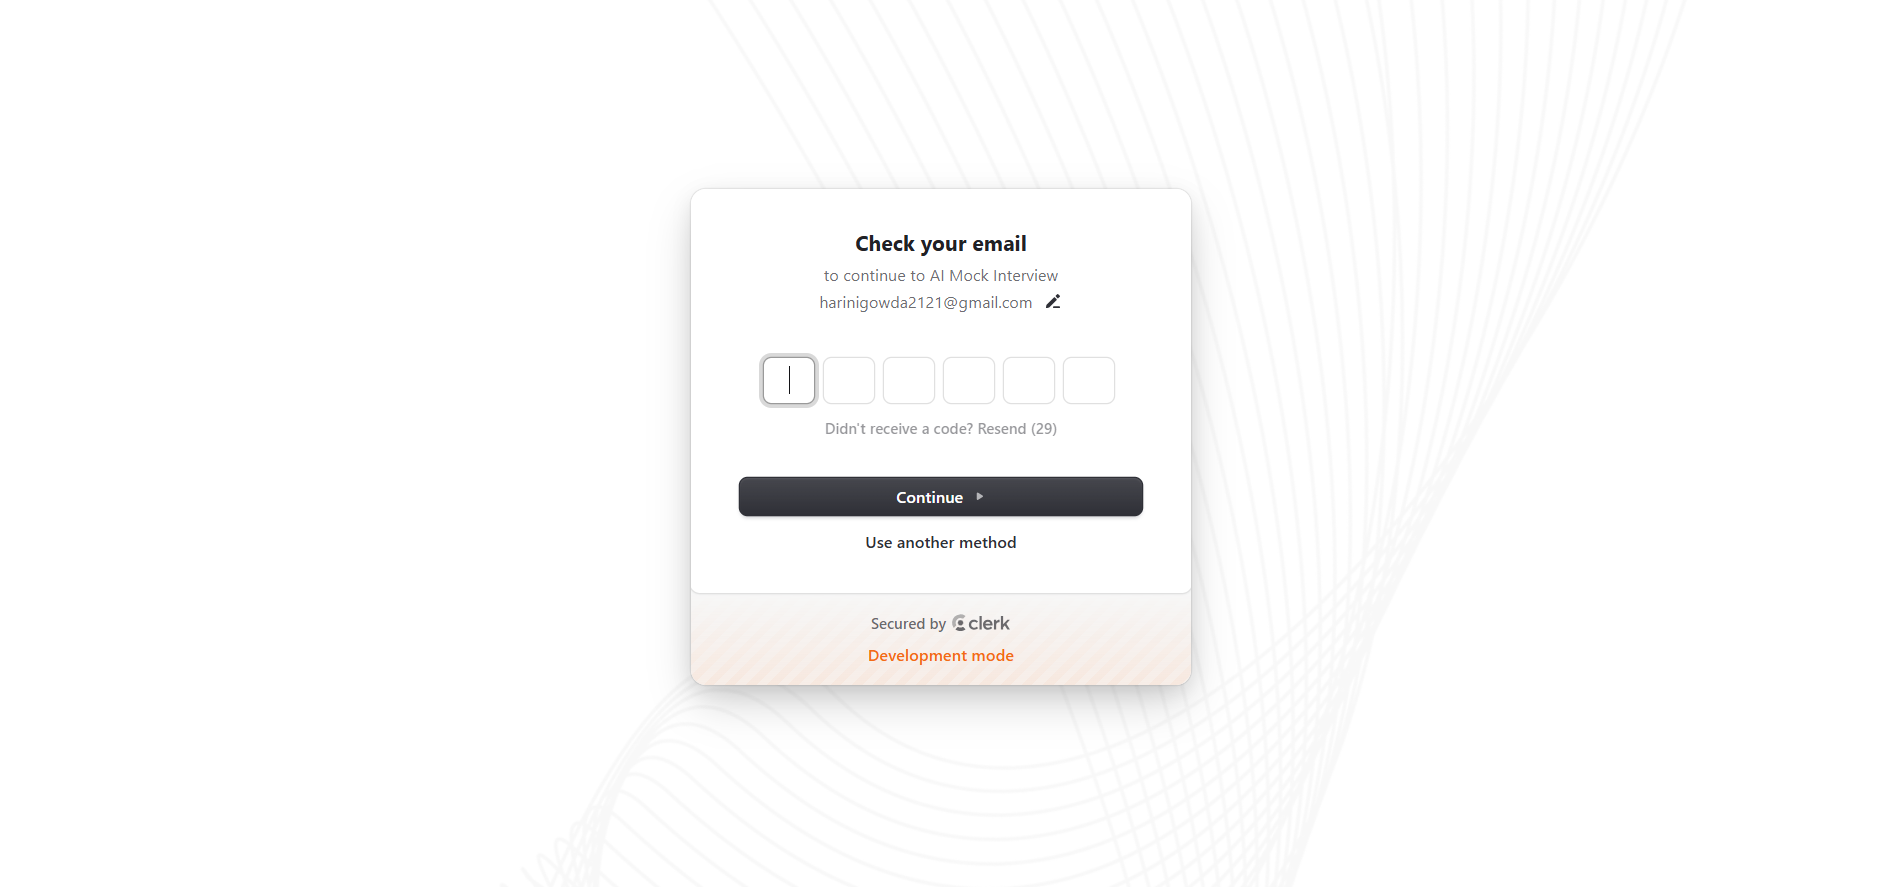 Check your email
to continue to AI Mock Interview
harinigowda2121@gmail.com
Didn't receive a code? Resend (29)
Continue
Use another method
Secured by clerk
Development mode